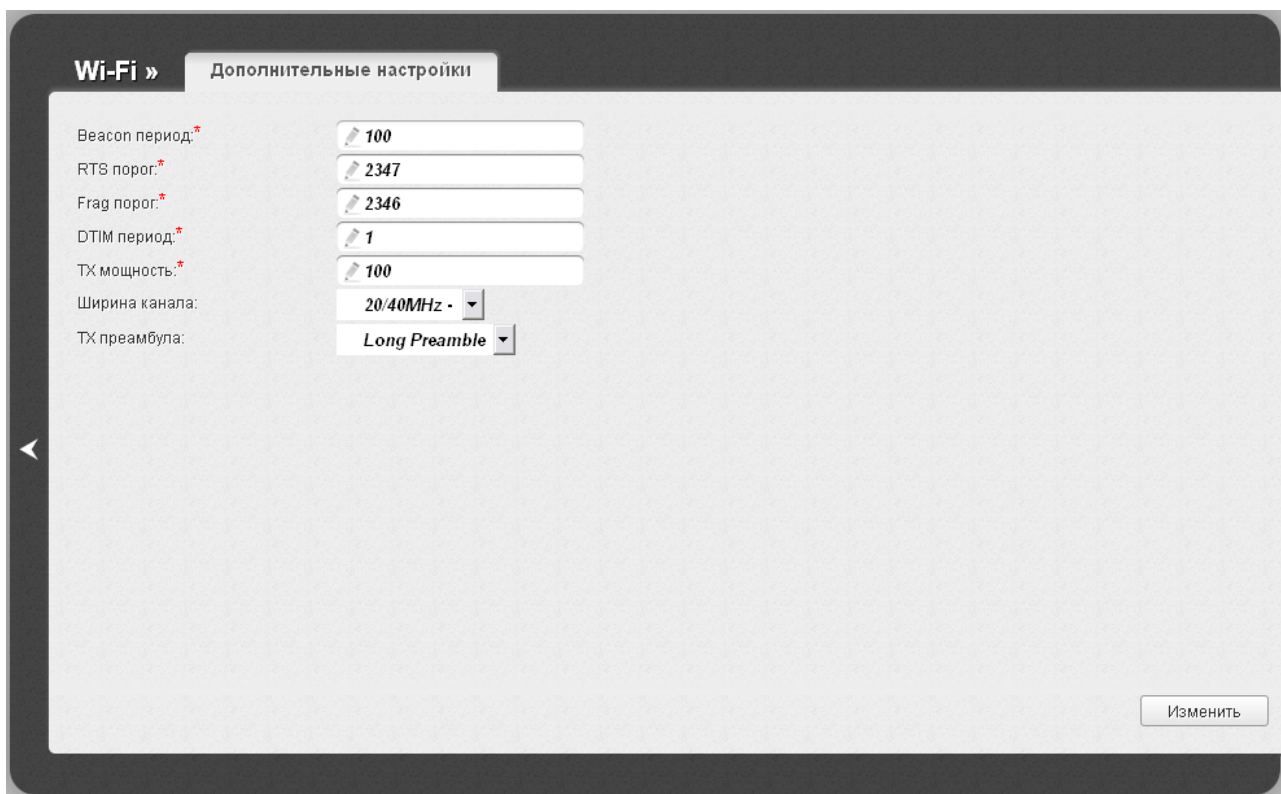 Wi-Fi » Дополнительные настройки
Beacon период:* 100
RTS порог:* 2347
Frag порог:* 2346
DTIM период:* 1
TX мощность:* 100
Ширина канала: 20/40MHz -
TX преамбула: Long Preamble
Изменить